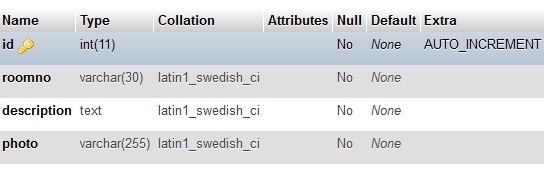 Name Type Collation Attributes Null Default Extra
id int(11) No None AUTO_INCREMENT
roomno varchar(30) latin1_swedish_ci No None
description text latin1_swedish_ci No None
photo varchar(255) latin1_swedish_ci No None